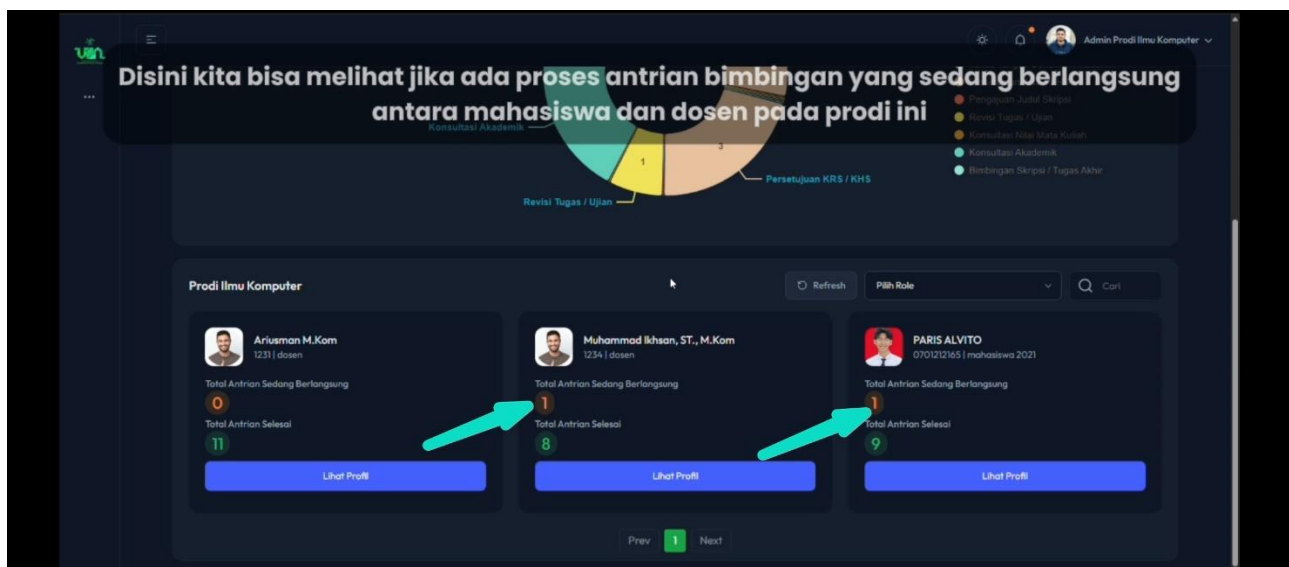 UIN
Admin Prodi Ilmu Komputer
Disini kita bisa melihat jika ada proses antrian bimbingan yang sedang berlangsung
antara mahasiswa dan dosen pada prodi ini
Pengajuan Judul Skripsi
Revisi Tugas / Ujian
Konsultasi Nilai Mata Kuliah
Konsultasi Akademik
Bimbingan Skripsi / Tugas Akhir
Konsultasi Akademik
3
1
Persetujuan KRS / KHS
Revisi Tugas / Ujian
Prodi Ilmu Komputer
Refresh
Pilih Role
Cari
Ariusman M.Kom
1231 | dosen
Total Antrian Sedang Berlangsung
0
Total Antrian Selesai
11
Lihat Profil
Muhammad Ikhsan, ST., M.Kom
1234 | dosen
Total Antrian Sedang Berlangsung
1
Total Antrian Selesai
8
Lihat Profil
PARIS ALVITO
0701212165 | mahasiswa 2021
Total Antrian Sedang Berlangsung
1
Total Antrian Selesai
9
Lihat Profil
Prev 1 Next